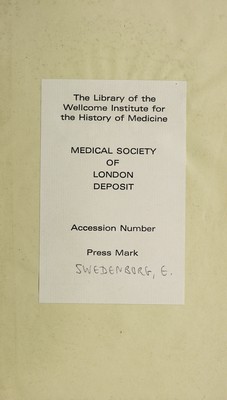 The Library of the
Wellcome Institute for
the History of Medicine
MEDICAL SOCIETY
OF
LONDON
DEPOSIT
Accession Number
Press Mark
SWEDENBORG, E.